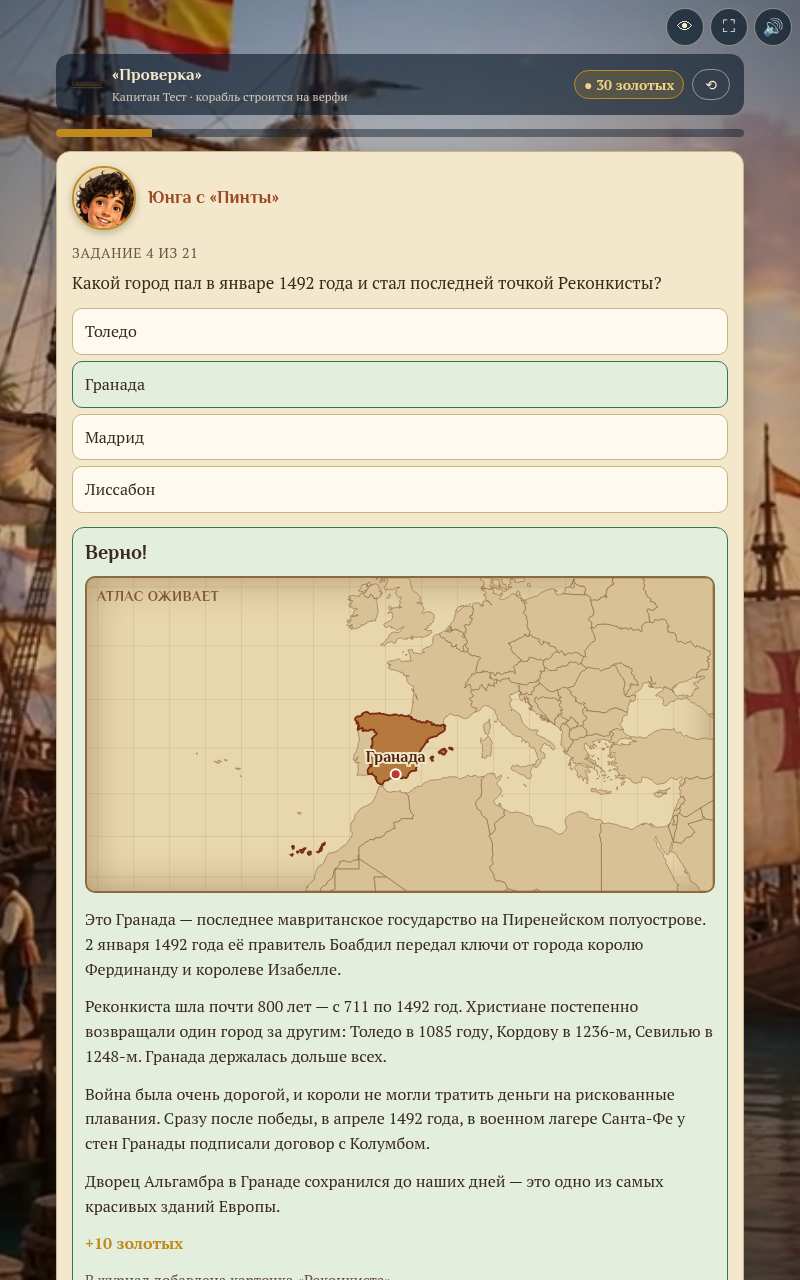 «Проверка»
Капитан Тест · корабль строится на верфи
● 30 золотых
Юнга с «Пинты»
ЗАДАНИЕ 4 ИЗ 21
Какой город пал в январе 1492 года и стал последней точкой Реконкисты?
Толедо
Гранада
Мадрид
Лиссабон
Верно!
АТЛАС ОЖИВАЕТ
Гранада
Это Гранада — последнее мавританское государство на Пиренейском полуострове.
2 января 1492 года её правитель Боабдил передал ключи от города королю
Фердинанду и королеве Изабелле.
Реконкиста шла почти 800 лет — с 711 по 1492 год. Христиане постепенно
возвращали один город за другим: Толедо в 1085 году, Кордову в 1236-м, Севилью в
1248-м. Гранада держалась дольше всех.
Война была очень дорогой, и короли не могли тратить деньги на рискованные
плавания. Сразу после победы, в апреле 1492 года, в военном лагере Санта-Фе у
стен Гранады подписали договор с Колумбом.
Дворец Альгамбра в Гранаде сохранился до наших дней — это одно из самых
красивых зданий Европы.
+10 золотых
В журнал добавлена карточка «Реконкиста»